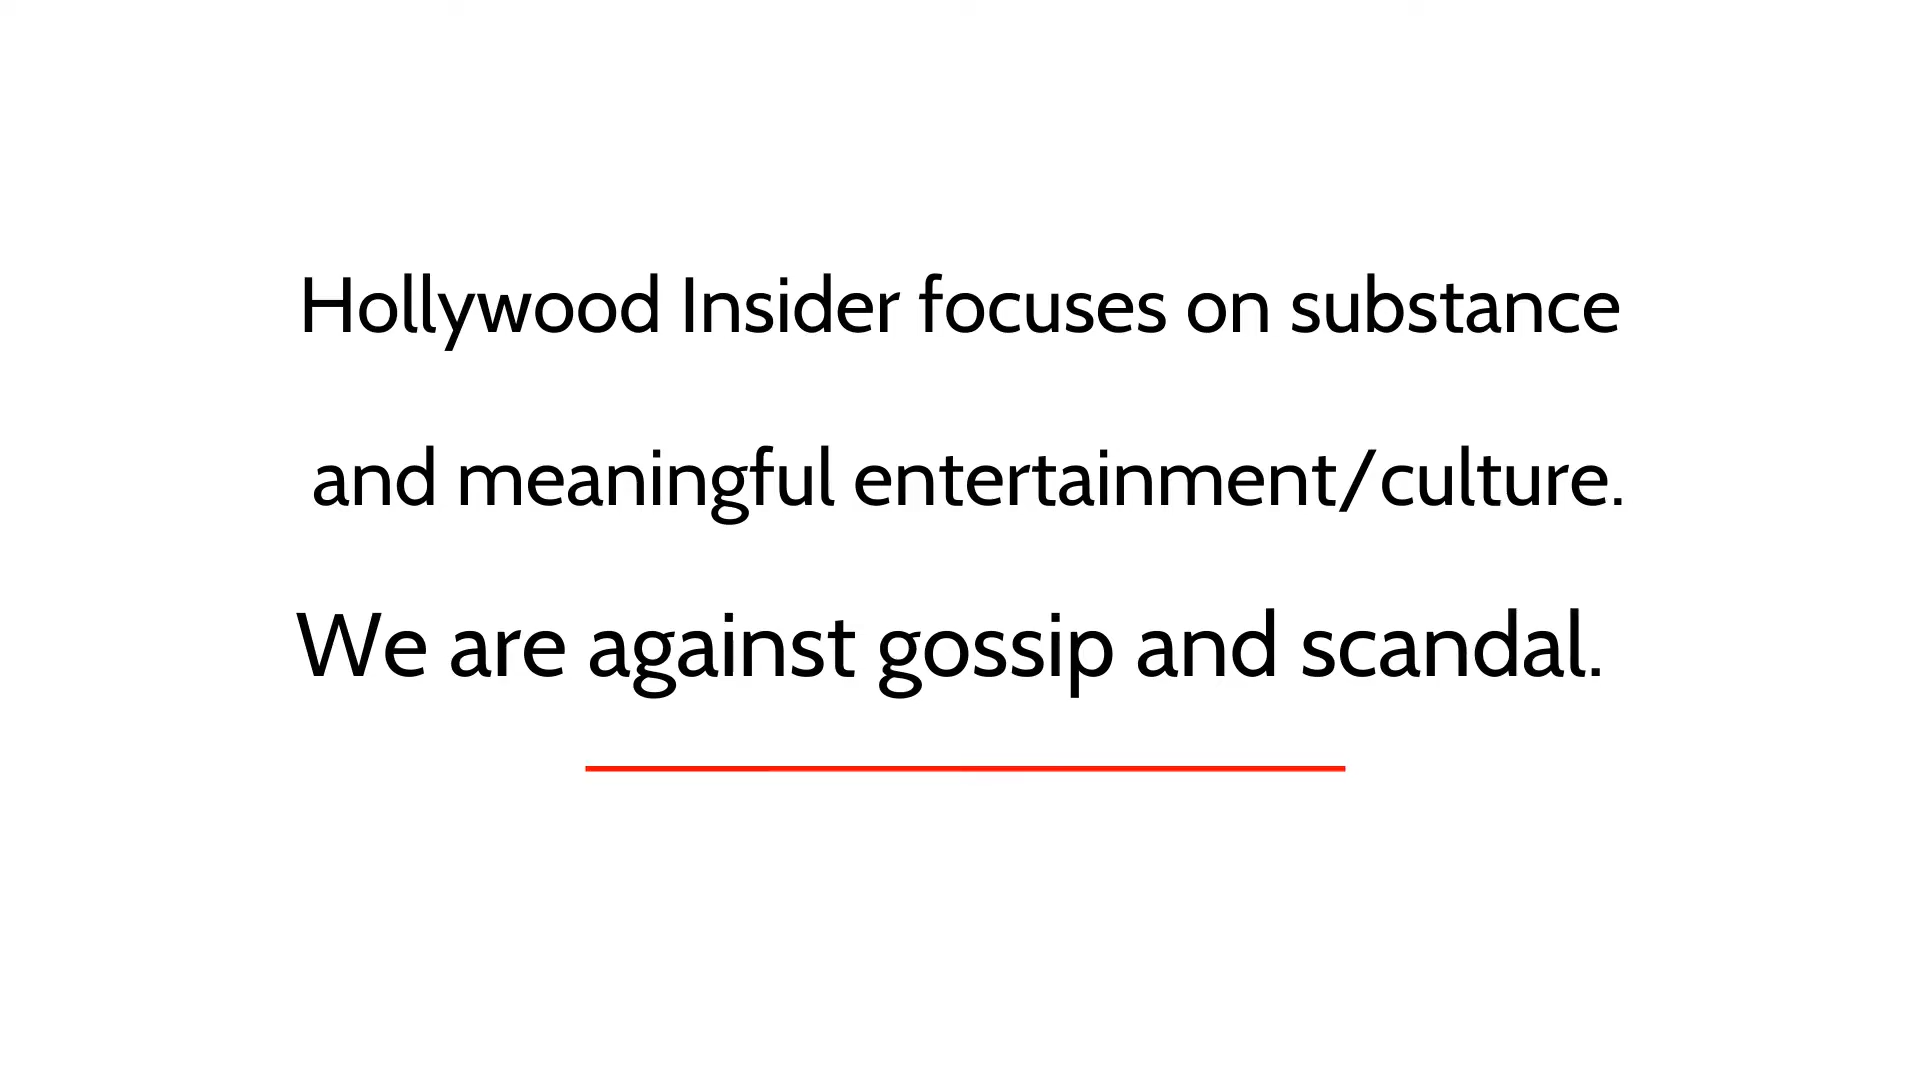 Hollywood Insider focuses on substance
and meaningful entertainment/culture.
We are against gossip and scandal.